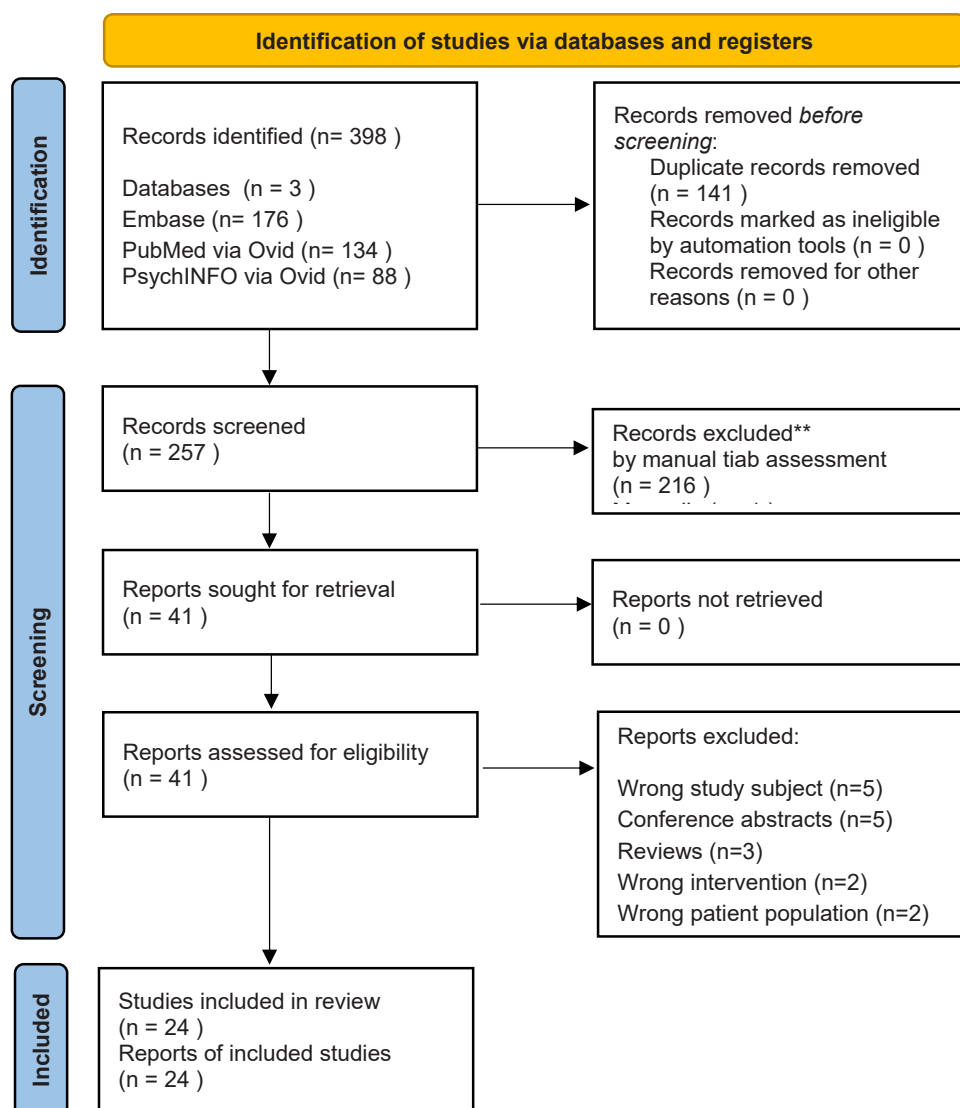 Identification of studies via databases and registers
Identification
Records identified (n= 398 )
Databases  (n = 3 )
Embase (n= 176 )
PubMed via Ovid (n= 134 )
PsychINFO via Ovid (n= 88 )
Records removed before
screening:
Duplicate records removed
(n = 141 )
Records marked as ineligible
by automation tools (n = 0 )
Records removed for other
reasons (n = 0 )
Screening
Records screened
(n = 257 )
Records excluded**
by manual tiab assessment
(n = 216 )
Reports sought for retrieval
(n = 41 )
Reports not retrieved
(n = 0 )
Reports assessed for eligibility
(n = 41 )
Reports excluded:
Wrong study subject (n=5)
Conference abstracts (n=5)
Reviews (n=3)
Wrong intervention (n=2)
Wrong patient population (n=2)
Included
Studies included in review
(n = 24 )
Reports of included studies
(n = 24 )